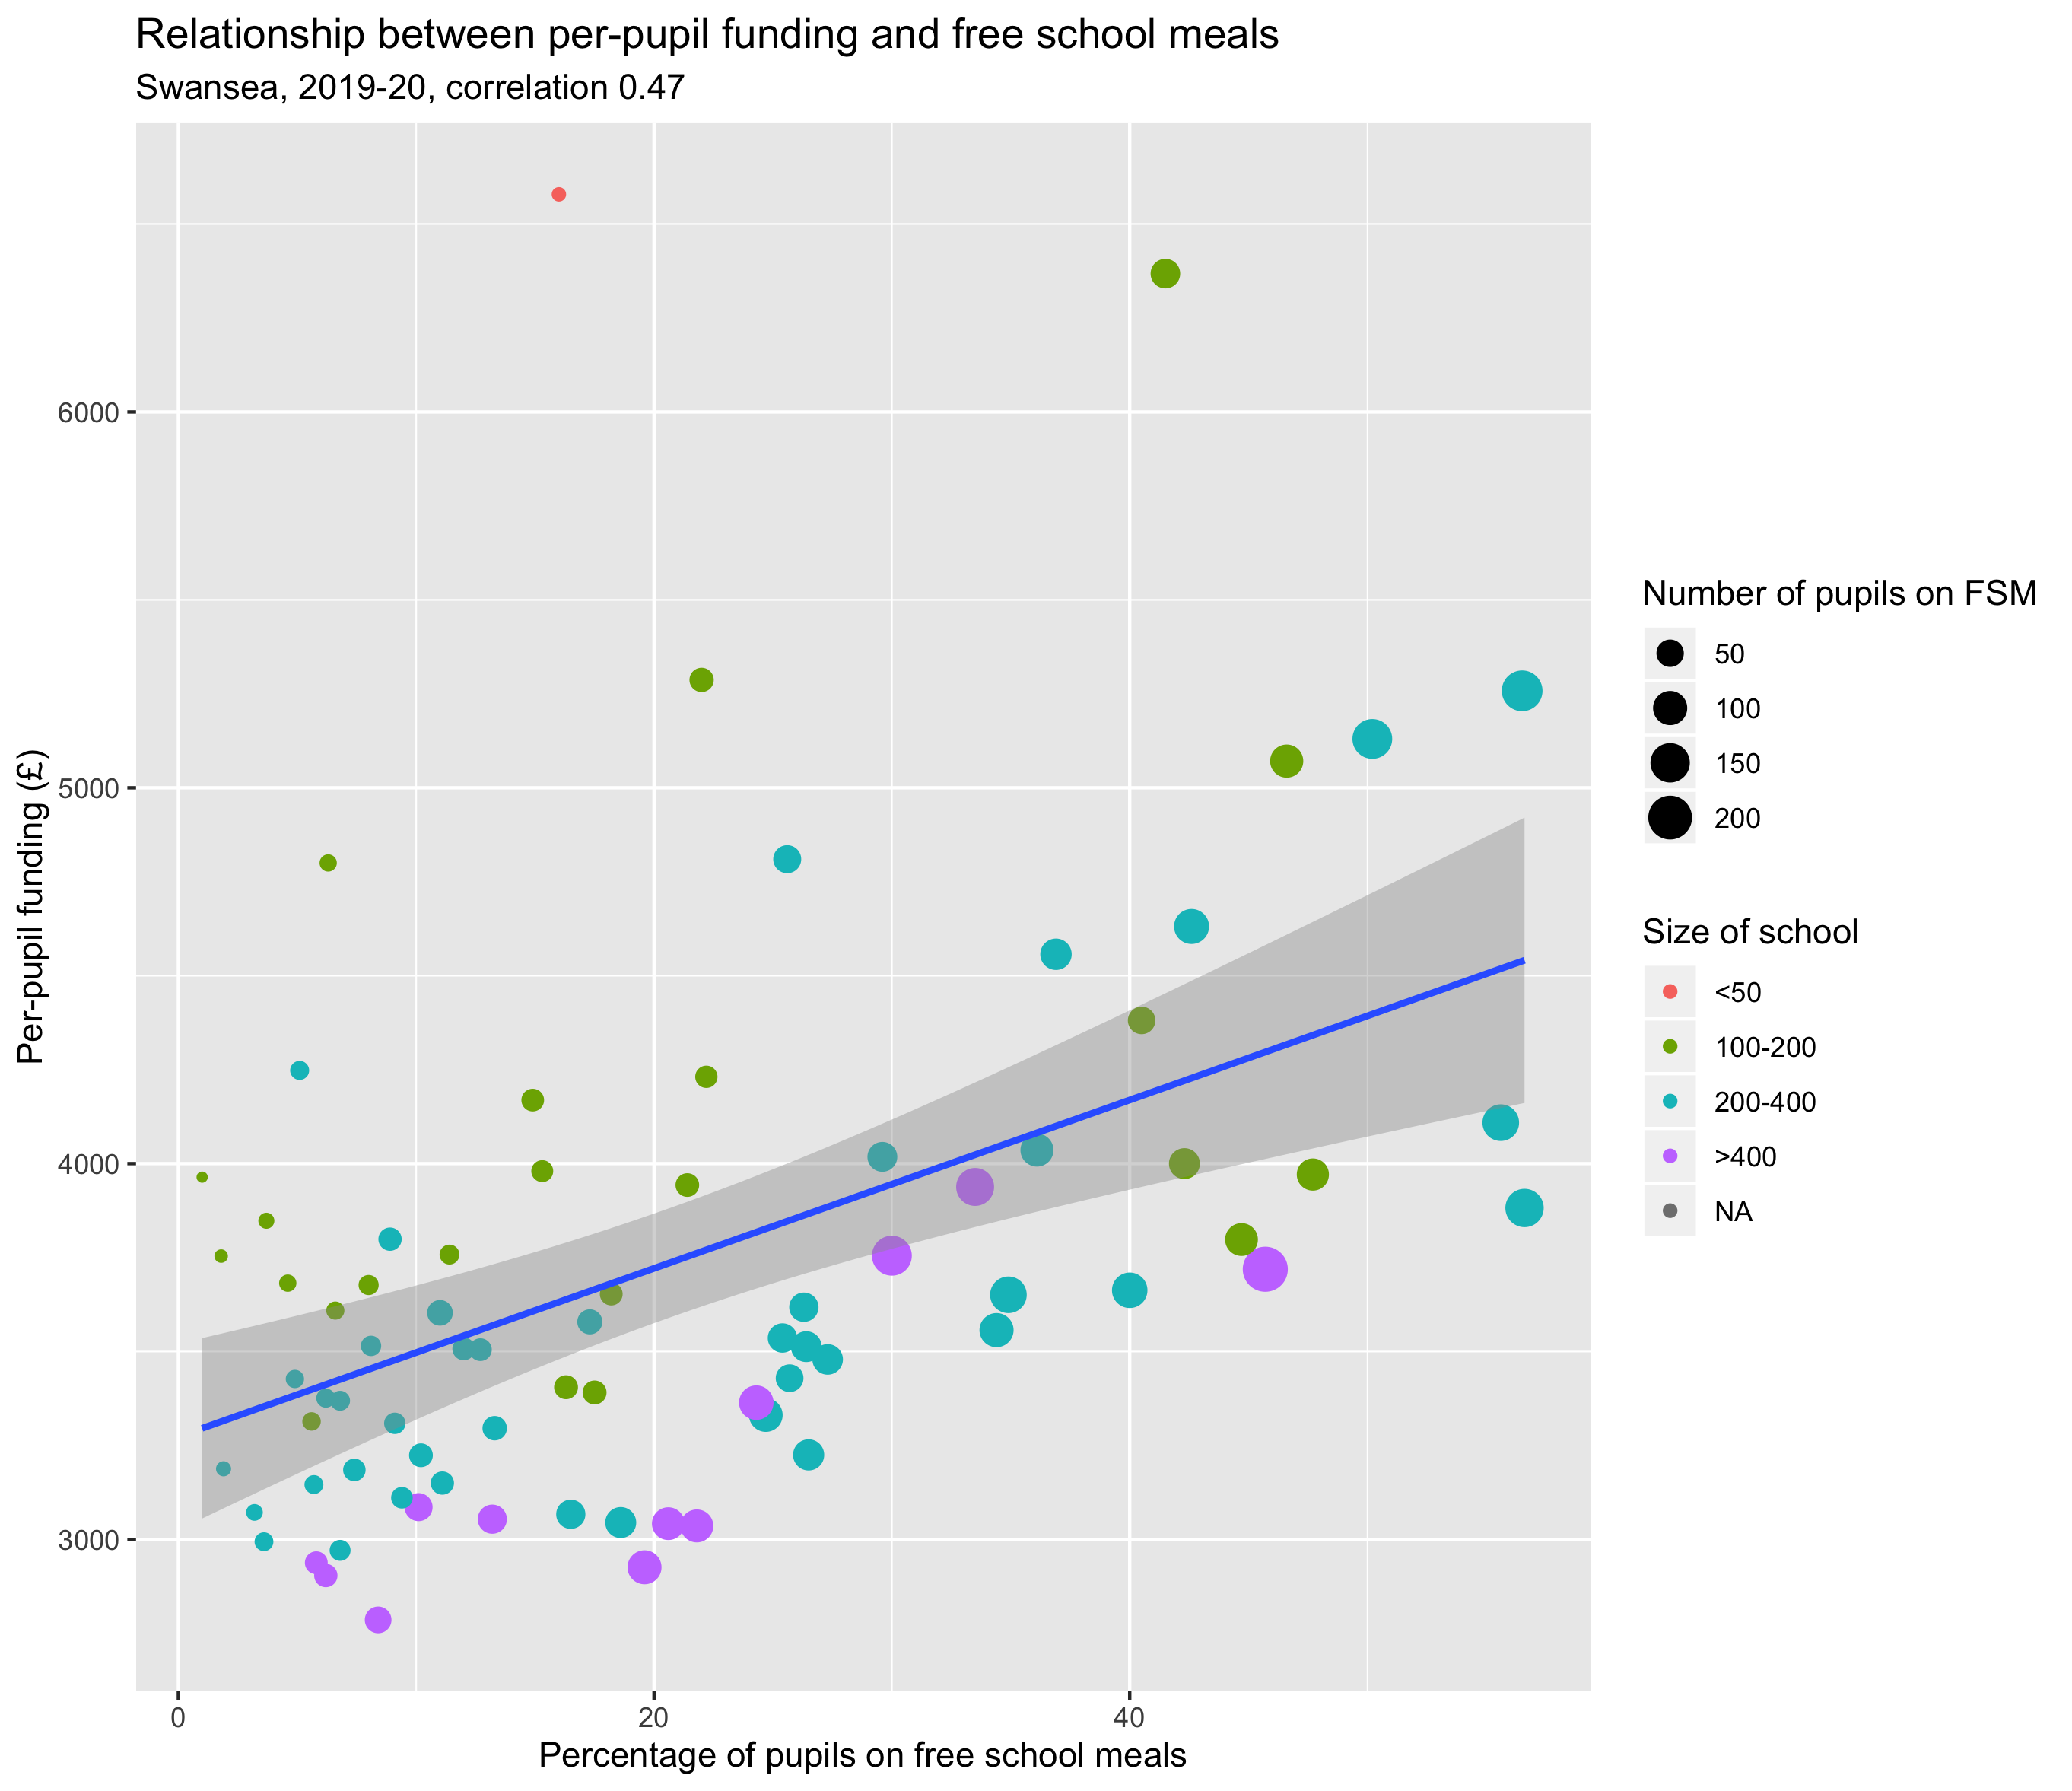 Relationship between per-pupil funding and free school meals
Swansea, 2019-20, correlation 0.47
Per-pupil funding (£)
6000
5000
4000
3000
0
20
40
Percentage of pupils on free school meals
Number of pupils on FSM
50
100
150
200
Size of school
<50
100-200
200-400
>400
NA